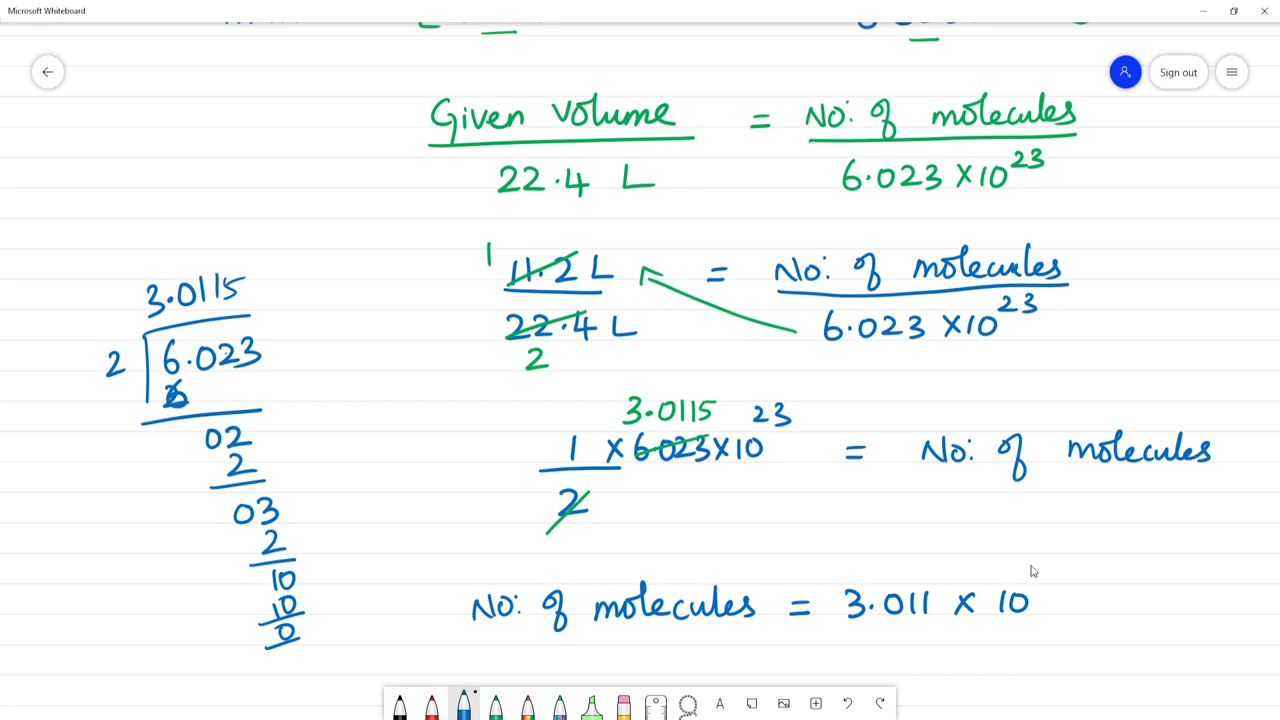 Microsoft Whiteboard
Sign out
Given volume = No: of molecules
22.4 L 6.023 × 10^23
1 11.2 L = No: of molecules
22.4 L 6.023 × 10^23
2
3.0115
2 6.023
6
02
2
03
2
10
10
0
3.0115 23
1 × 6.023 × 10 = No: of molecules
2
No: of molecules = 3.011 × 10
A